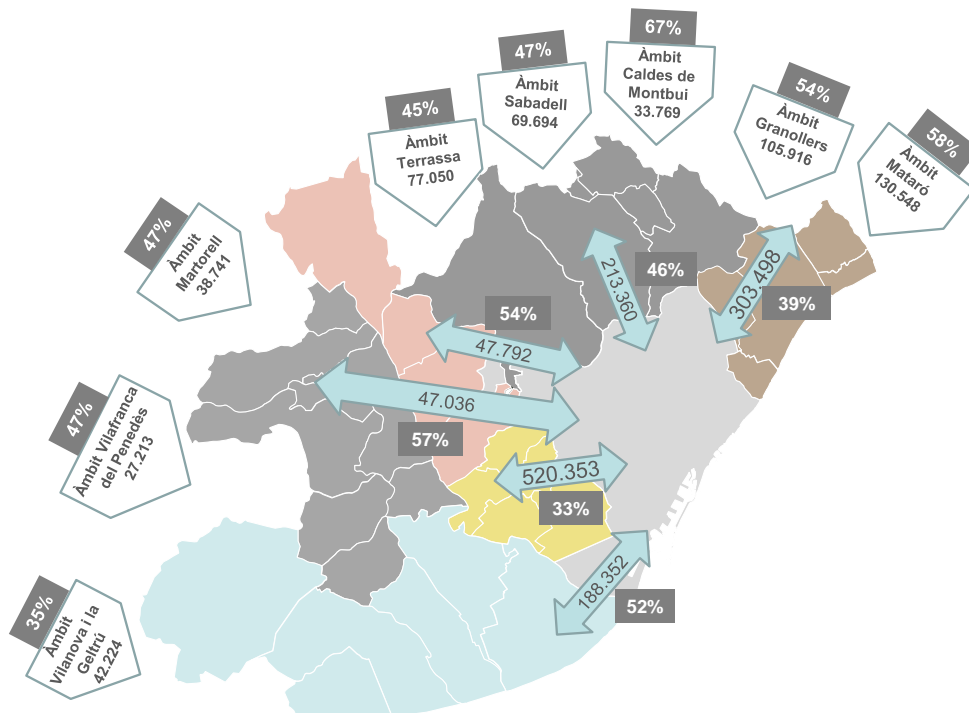 67%
Àmbit
Caldes de
Montbui
33.769
47%
Àmbit
Sabadell
69.694
45%
Àmbit
Terrassa
77.050
54%
Àmbit
Granollers
105.916
58%
Àmbit
Mataró
130.548
47%
Àmbit
Martorell
38.741
213.360
46%
303.498
39%
54%
47.792
47.036
57%
47%
Àmbit Vilafranca
del Penedès
27.213
520.353
33%
188.352
52%
35%
Àmbit
Vilanova i la
Geltrú
42.224